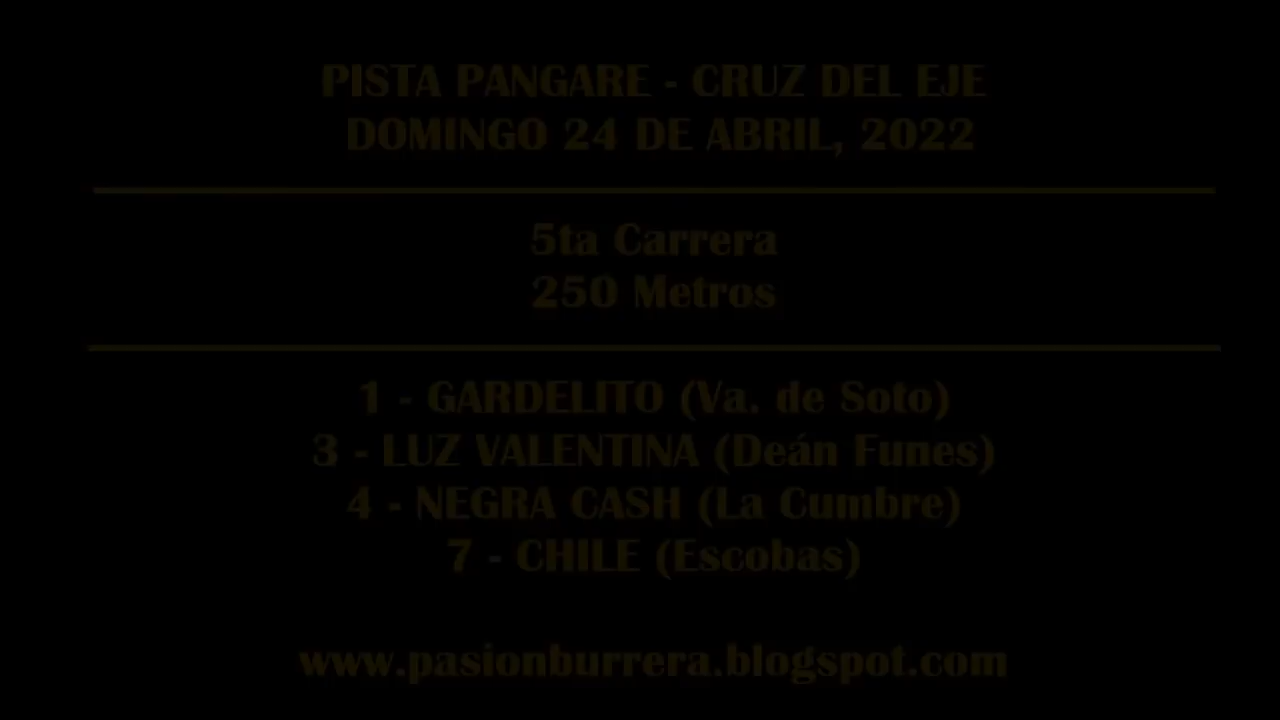 PISTA PANGARE - CRUZ DEL EJE
DOMINGO 24 DE ABRIL, 2022
5ta Carrera
250 Metros
1 - GARDELITO (Va. de Soto)
3 - LUZ VALENTINA (Deán Funes)
4 - NEGRA CASH (La Cumbre)
7 - CHILE (Escobas)
www.pasionburrera.blogspot.com